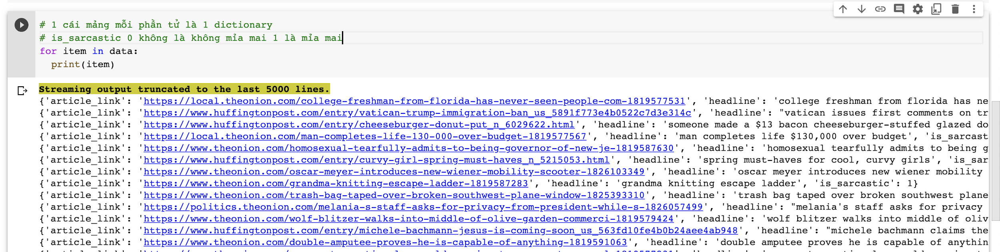 # 1 cái mảng mỗi phần tử là 1 dictionary
# is_sarcastic 0 không là không mỉa mai 1 là mỉa mai
for item in data:
  print(item)
Streaming output truncated to the last 5000 lines.
{'article_link': 'https://local.theonion.com/college-freshman-from-florida-has-never-seen-people-com-1819577531', 'headline': 'college freshman from florida has ne
{'article_link': 'https://www.huffingtonpost.com/entry/vatican-trump-immigration-ban_us_5891f773e4b0522c7d3e314c', 'headline': "vatican issues first comments on tr
{'article_link': 'https://www.huffingtonpost.com/entry/cheeseburger-donut-put_n_6029622.html', 'headline': 'someone made a $13 bacon cheeseburger-stuffed glazed do
{'article_link': 'https://local.theonion.com/man-completes-life-130-000-over-budget-1819577567', 'headline': 'man completes life $130,000 over budget', 'is_sarcast
{'article_link': 'https://www.theonion.com/homosexual-tearfully-admits-to-being-governor-of-new-je-1819587630', 'headline': 'homosexual tearfully admits to being g
{'article_link': 'https://www.huffingtonpost.com/entry/curvy-girl-spring-must-haves_n_5215053.html', 'headline': 'spring must-haves for cool, curvy girls', 'is_sar
{'article_link': 'https://www.theonion.com/oscar-meyer-introduces-new-wiener-mobility-scooter-1826103349', 'headline': 'oscar meyer introduces new wiener mobility
{'article_link': 'https://www.theonion.com/grandma-knitting-escape-ladder-1819587283', 'headline': 'grandma knitting escape ladder', 'is_sarcastic': 1}
{'article_link': 'https://www.theonion.com/trash-bag-taped-over-broken-southwest-plane-window-1825393310', 'headline': 'trash bag taped over broken southwest plane
{'article_link': 'https://politics.theonion.com/melania-s-staff-asks-for-privacy-from-president-while-s-1826057499', 'headline': "melania's staff asks for privacy
{'article_link': 'https://www.theonion.com/wolf-blitzer-walks-into-middle-of-olive-garden-commerci-1819579424', 'headline': 'wolf blitzer walks into middle of oliv
{'article_link': 'https://www.huffingtonpost.com/entry/michele-bachmann-jesus-is-coming-soon_us_563fd10fe4b0b24aee4ab948', 'headline': "michele bachmann claims the
{'article_link': 'https://www.theonion.com/double-amputee-proves-he-is-capable-of-anything-1819591063', 'headline': 'double amputee proves he is capable of anythin